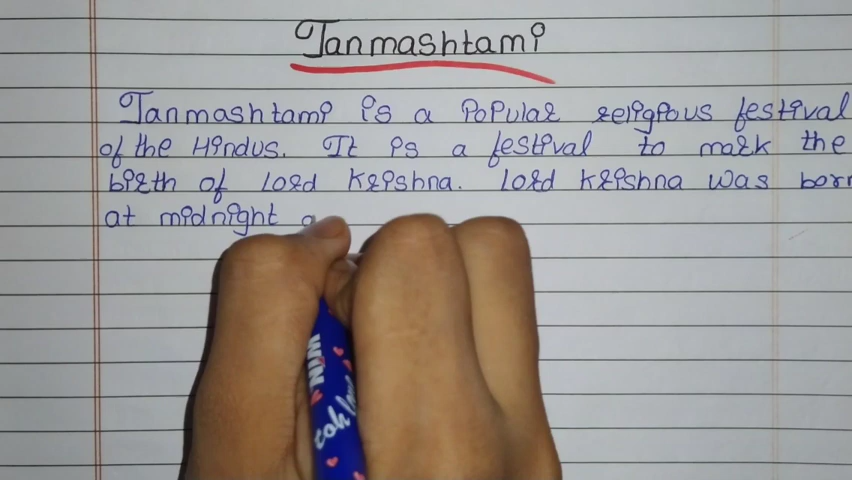 Janmashtami
Janmashtami is a popular religious festival
of the Hindus. It is a festival to mark the
birth of Lord Krishna. Lord Krishna was born
at midnight